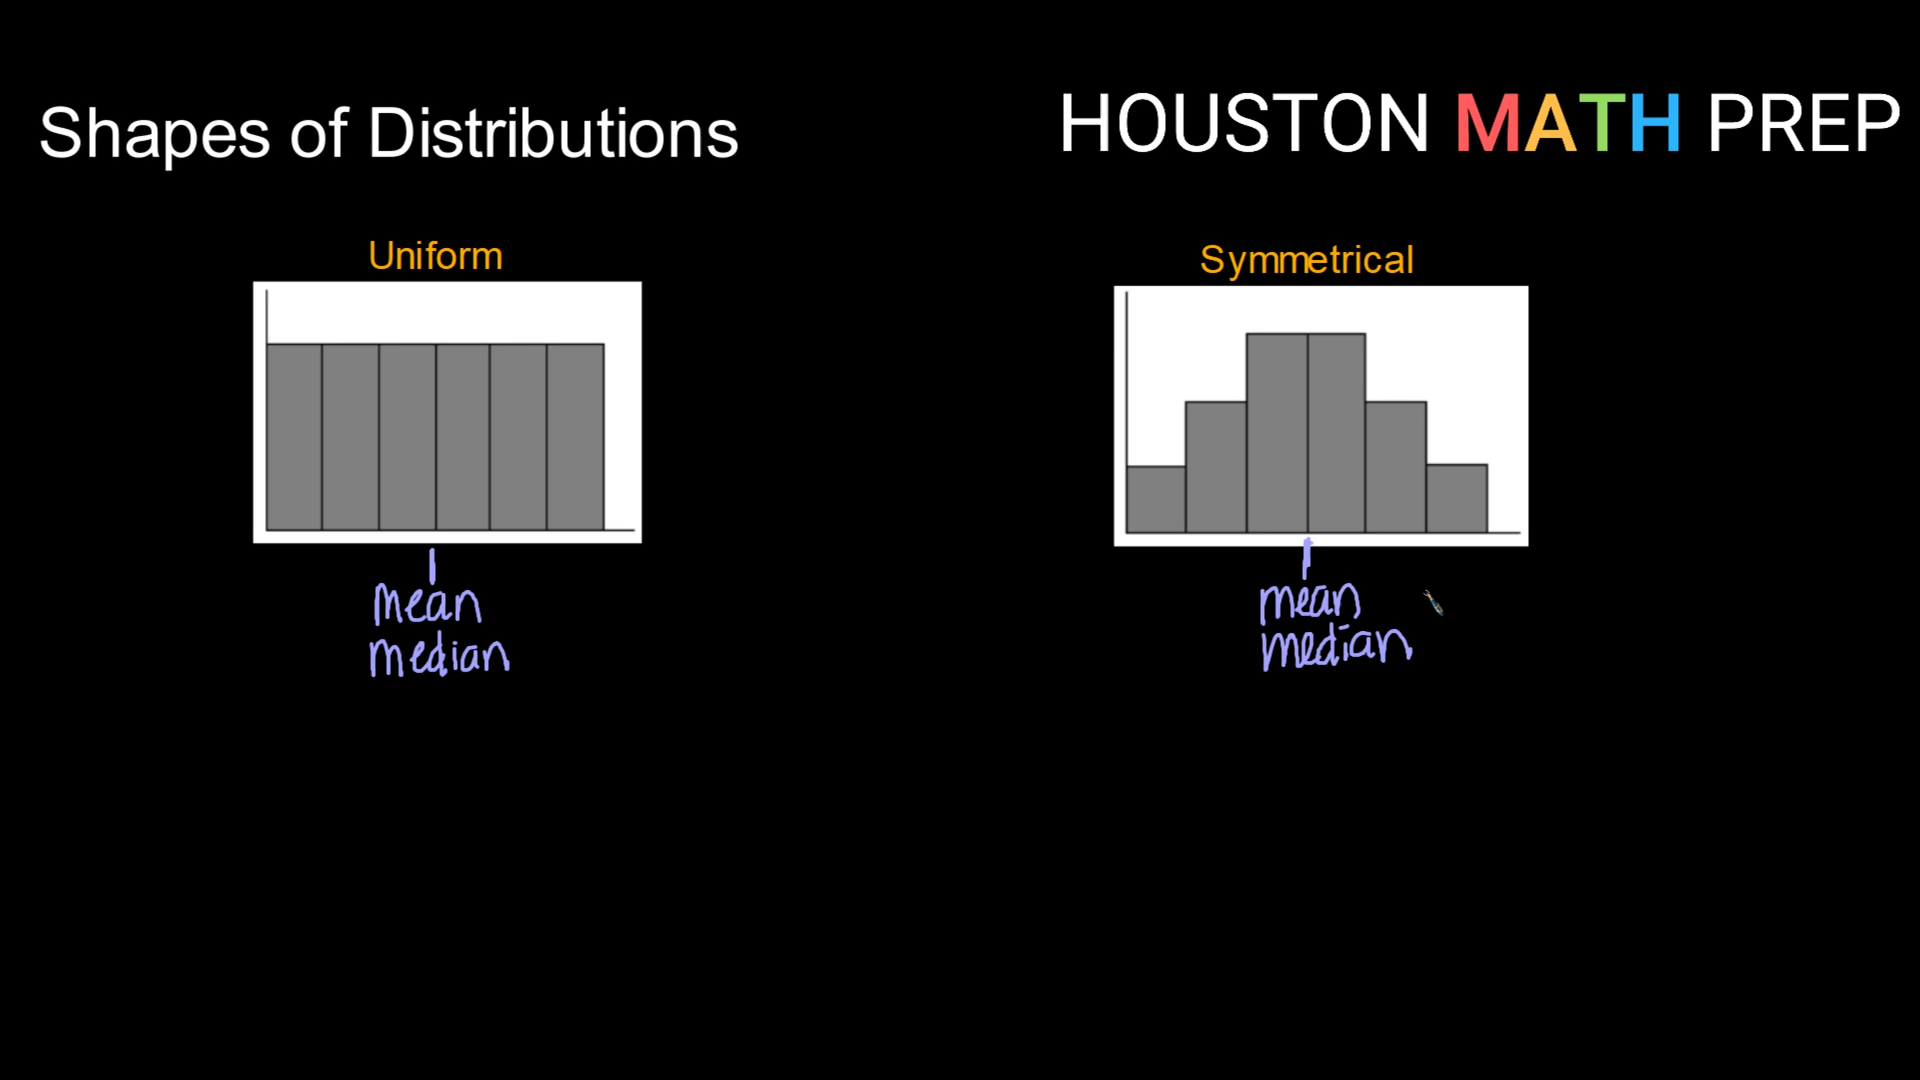 Shapes of Distributions
HOUSTON MATH PREP
Uniform
Symmetrical
mean
median
mean
median